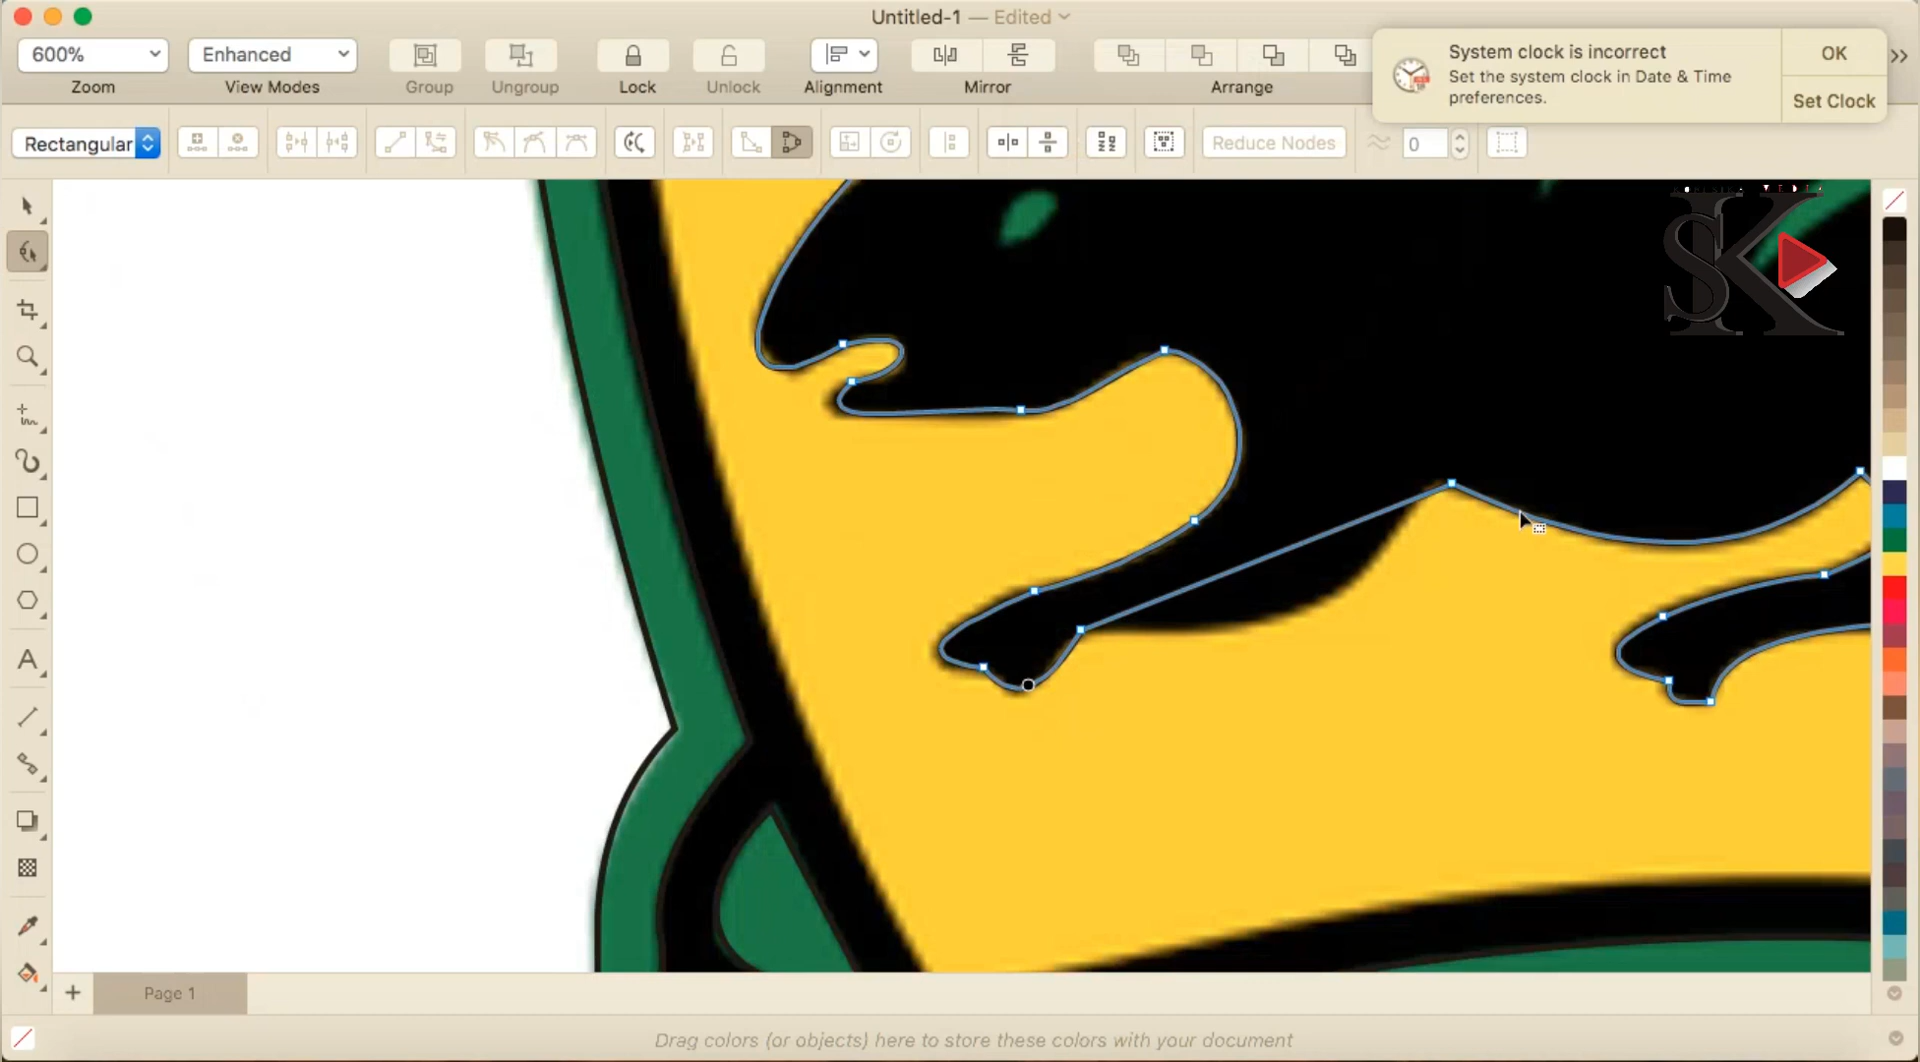 Untitled-1 — Edited
600%
Enhanced
Zoom
View Modes
Group
Ungroup
Lock
Unlock
Alignment
Mirror
Arrange
System clock is incorrect
Set the system clock in Date & Time
preferences.
OK
Set Clock
Rectangular
Reduce Nodes
0
SK
A
Page 1
Drag colors (or objects) here to store these colors with your document